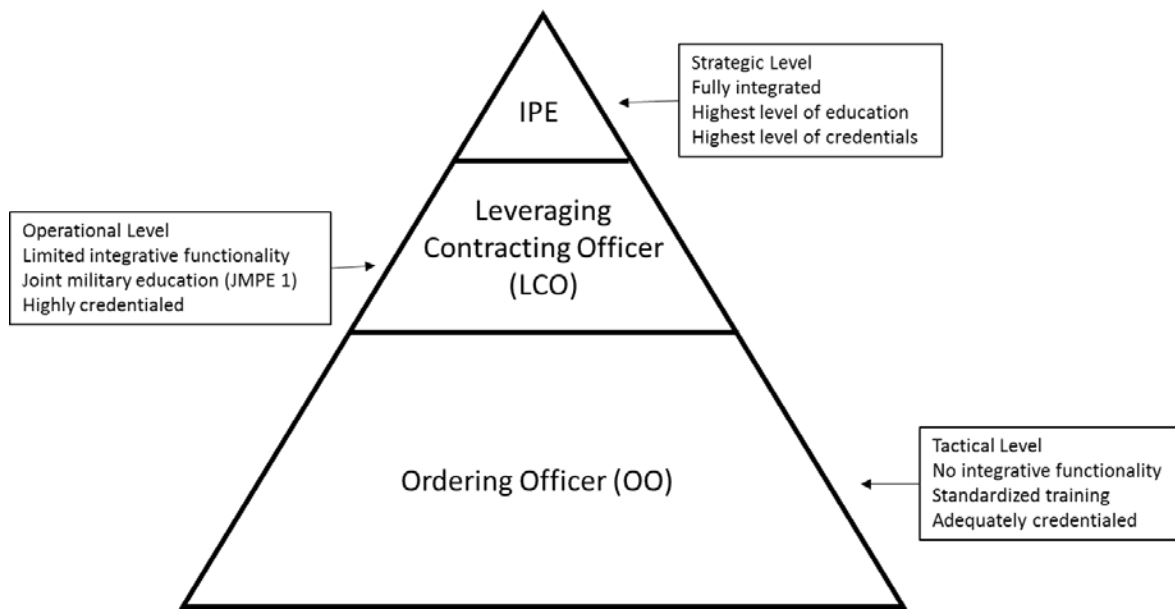 IPE
Strategic Level
Fully integrated
Highest level of education
Highest level of credentials
Leveraging
Contracting Officer
(LCO)
Operational Level
Limited integrative functionality
Joint military education (JMPE 1)
Highly credentialed
Ordering Officer (OO)
Tactical Level
No integrative functionality
Standardized training
Adequately credentialed